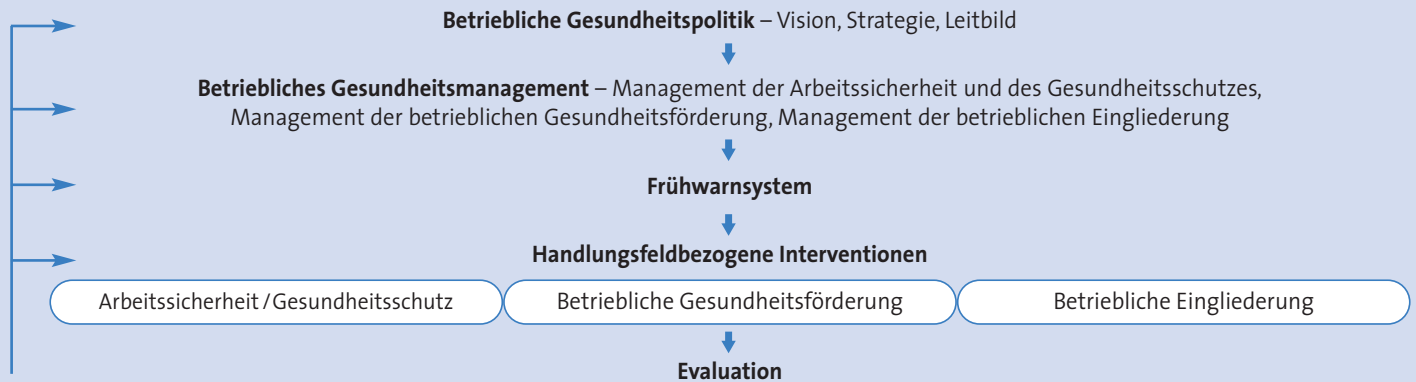 Betriebliche Gesundheitspolitik – Vision, Strategie, Leitbild
Betriebliches Gesundheitsmanagement – Management der Arbeitssicherheit und des Gesundheitsschutzes,
Management der betrieblichen Gesundheitsförderung, Management der betrieblichen Eingliederung
Frühwarnsystem
Handlungsfeldbezogene Interventionen
Arbeitssicherheit / Gesundheitsschutz
Betriebliche Gesundheitsförderung
Betriebliche Eingliederung
Evaluation